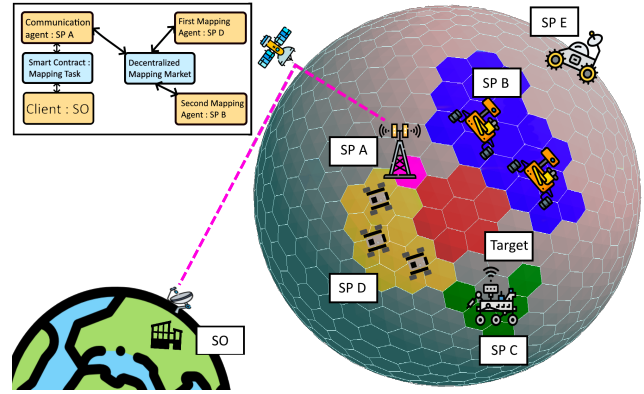 Communication
agent : SP A
First Mapping
Agent : SP D
Smart Contract :
Mapping Task
Decentralized
Mapping Market
Client : SO
Second Mapping
Agent : SP B
SP E
SP B
SP A
Target
SP D
SP C
SO